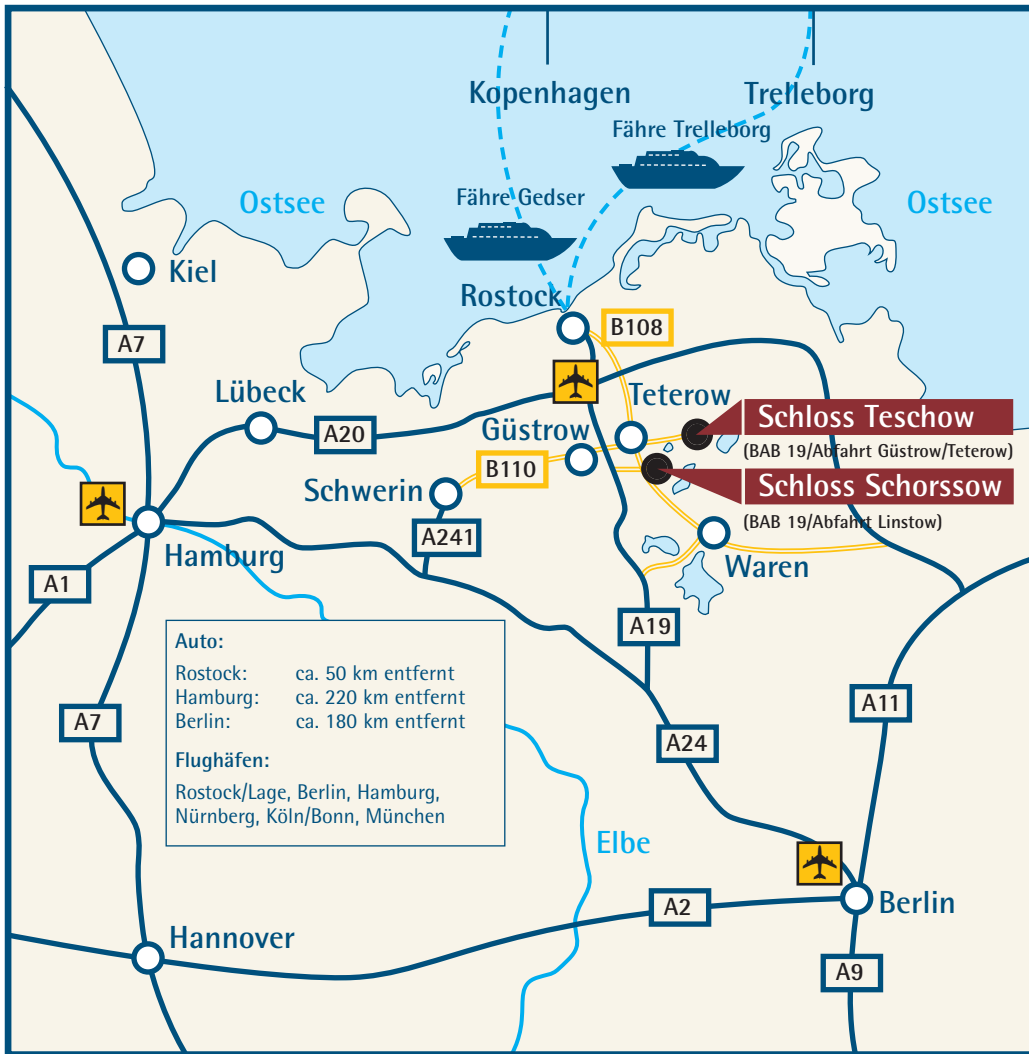 Kopenhagen
Trelleborg
Fähre Trelleborg
Ostsee
Fähre Gedser
Ostsee
Kiel
Rostock
B108
A7
Lübeck
Teterow
Schloss Teschow
A20
Güstrow
(BAB 19/Abfahrt Güstrow/Teterow)
B110
Schwerin
Schloss Schorssow
(BAB 19/Abfahrt Linstow)
A241
Hamburg
Waren
A1
A19
Auto:
Rostock: ca. 50 km entfernt
Hamburg: ca. 220 km entfernt
Berlin: ca. 180 km entfernt
Flughäfen:
Rostock/Lage, Berlin, Hamburg,
Nürnberg, Köln/Bonn, München
A7
A11
A24
Elbe
A2
Berlin
Hannover
A9